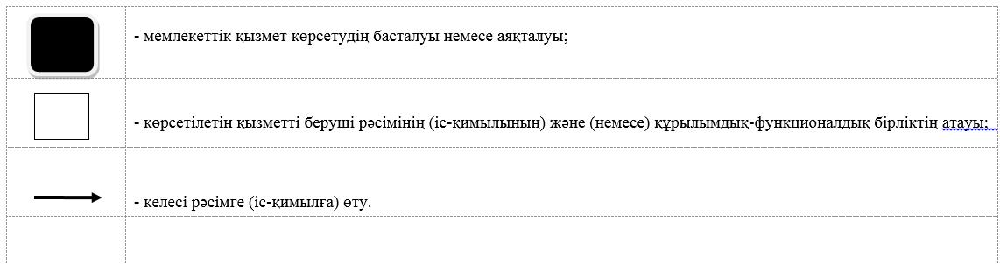 - мемлекеттік қызмет көрсетудің басталуы немесе аяқталуы;
- көрсетілетін қызметті беруші рәсімінің (іс-қимылының) және (немесе) құрылымдық-функционалдық бірліктің атауы;
- келесі рәсімге (іс-қимылға) өту.